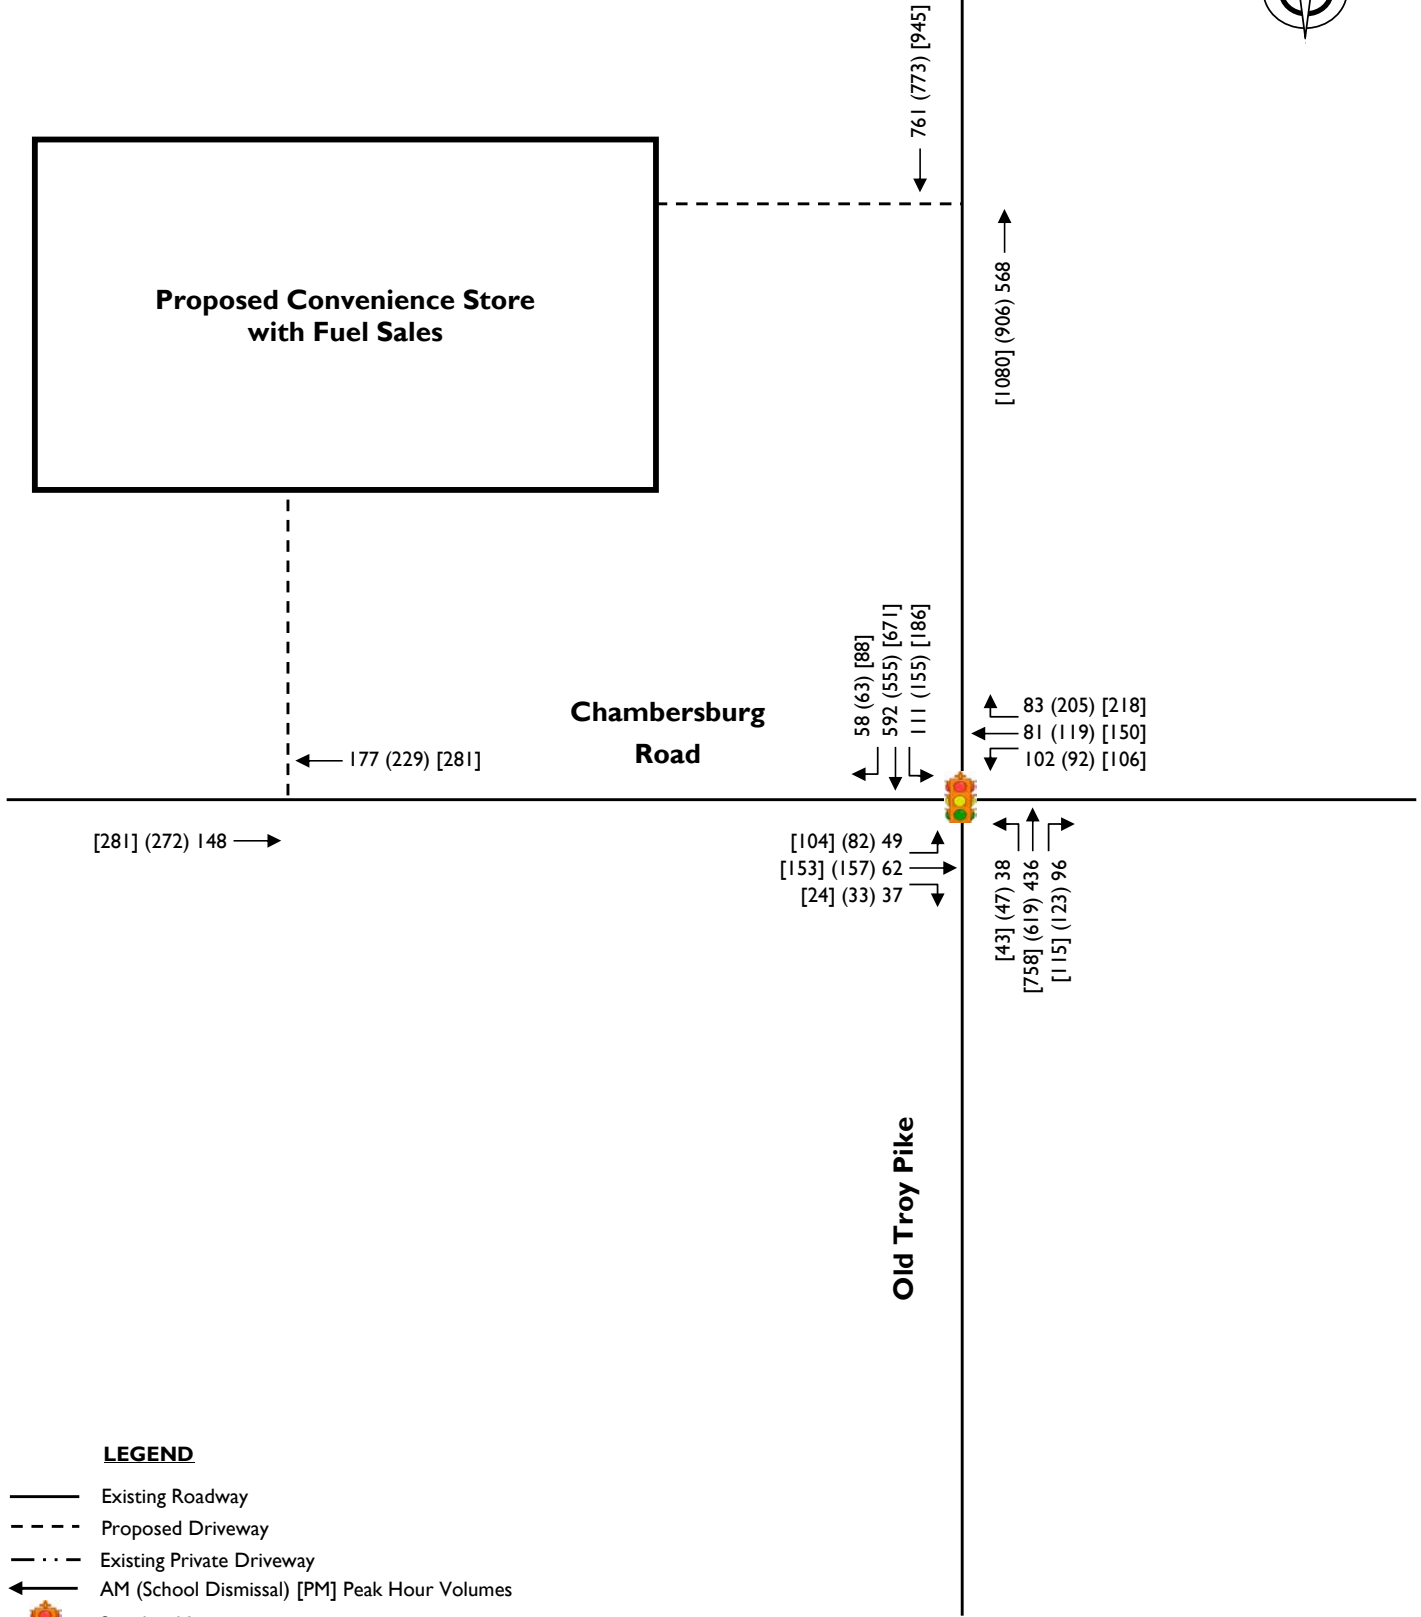 761 (773) [945]
Proposed Convenience Store
with Fuel Sales
[1080] (906) 568
58 (63) [88]
592 (555) [671]
111 (155) [186]
83 (205) [218]
81 (119) [150]
102 (92) [106]
Chambersburg
Road
177 (229) [281]
[281] (272) 148
[104] (82) 49
[153] (157) 62
[24] (33) 37
[43] (47) 38
[758] (619) 436
[115] (123) 96
Old Troy Pike
LEGEND
Existing Roadway
Proposed Driveway
Existing Private Driveway
AM (School Dismissal) [PM] Peak Hour Volumes